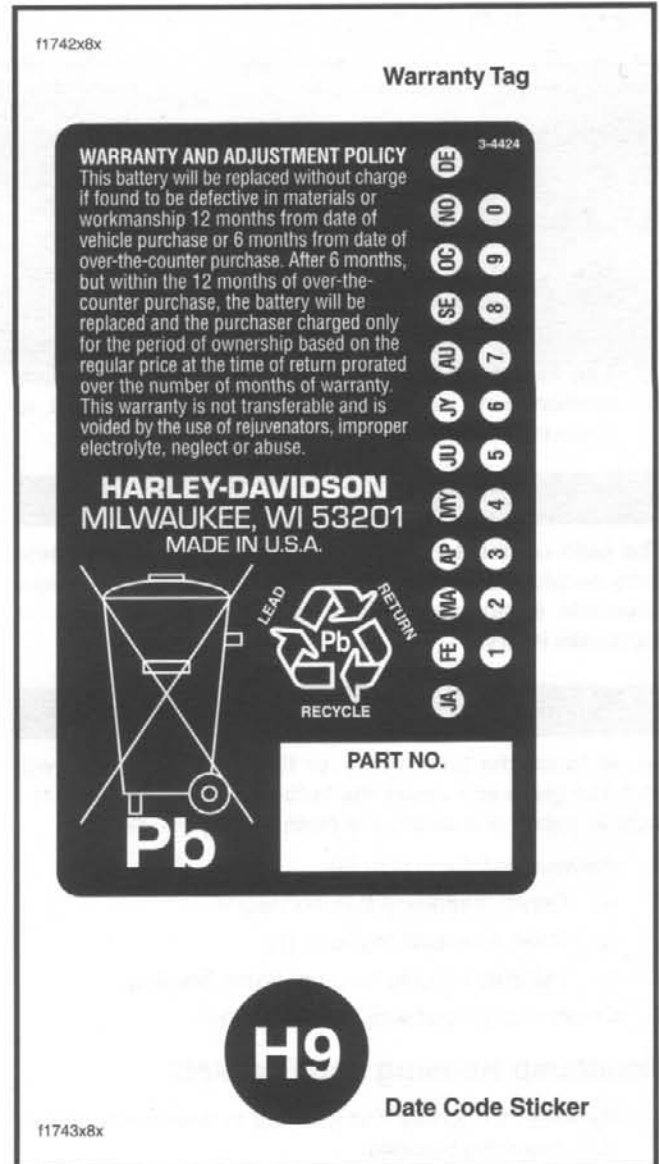 f1742x8x
Warranty Tag
3-4424
WARRANTY AND ADJUSTMENT POLICY
This battery will be replaced without charge
if found to be defective in materials or
workmanship 12 months from date of
vehicle purchase or 6 months from date of
over-the-counter purchase. After 6 months,
but within the 12 months of over-the-
counter purchase, the battery will be
replaced and the purchaser charged only
for the period of ownership based on the
regular price at the time of return prorated
over the number of months of warranty.
This warranty is not transferable and is
voided by the use of rejuvenators, improper
electrolyte, neglect or abuse.
HARLEY-DAVIDSON
MILWAUKEE, WI 53201
MADE IN U.S.A.
DE
NO 0
OC 9
SE 8
AU 7
JY 6
JU 5
MY 4
AP 3
MA 2
FE 1
JA
LEAD
RETURN
Pb
RECYCLE
PART NO.
Pb
H9
Date Code Sticker
f1743x8x